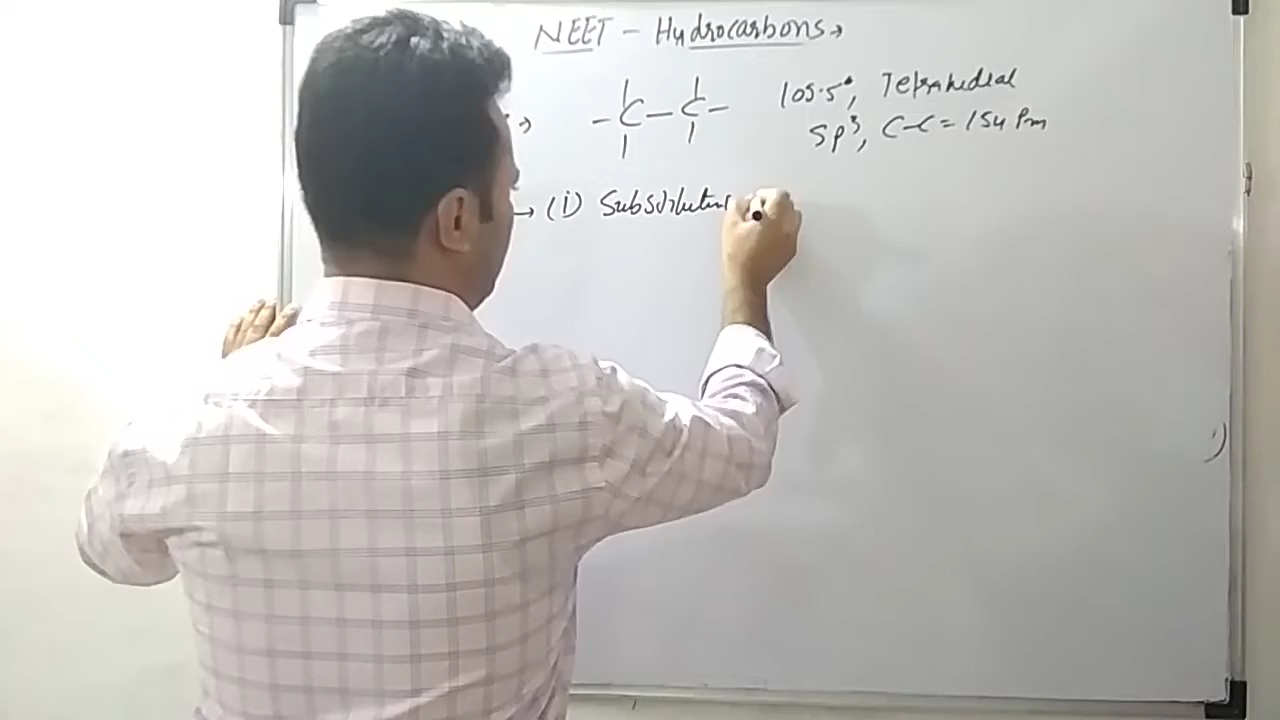 NEET - Hydrocarbons →
- C - C - 105.5°, Tetrahedral
SP³, C-C = 154 Pm
→ (i) Substitution